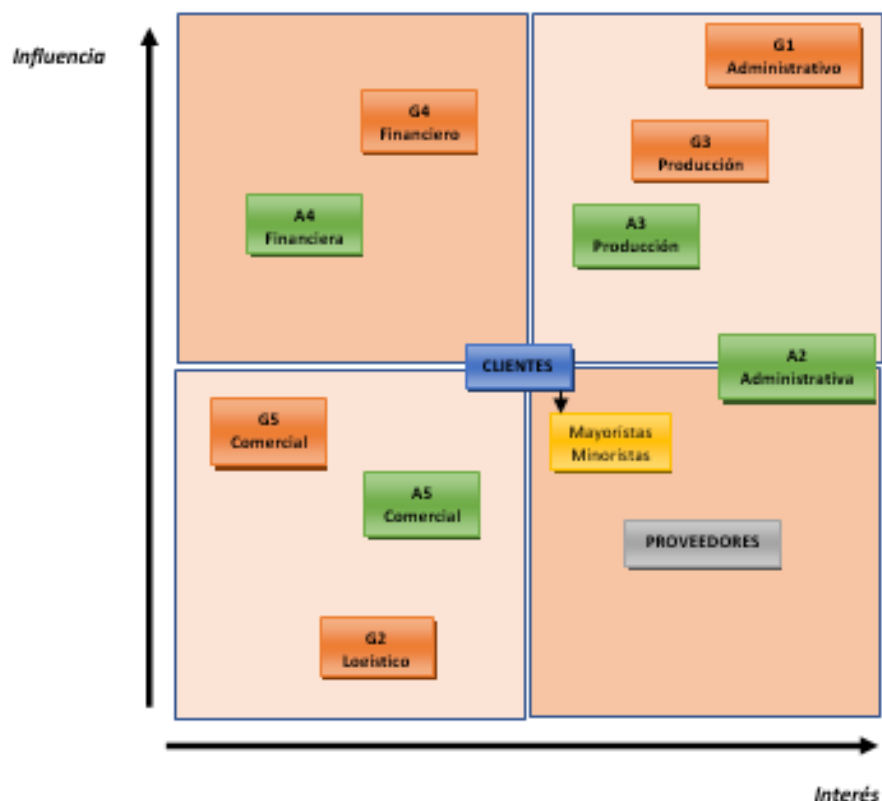 Influencia
G1
Administrativo
G4
Financiero
G3
Producción
A4
Financiera
A3
Producción
CLIENTES
A2
Administrativa
G5
Comercial
Mayoristas
Minoristas
A5
Comercial
PROVEEDORES
G2
Logístico
Interés